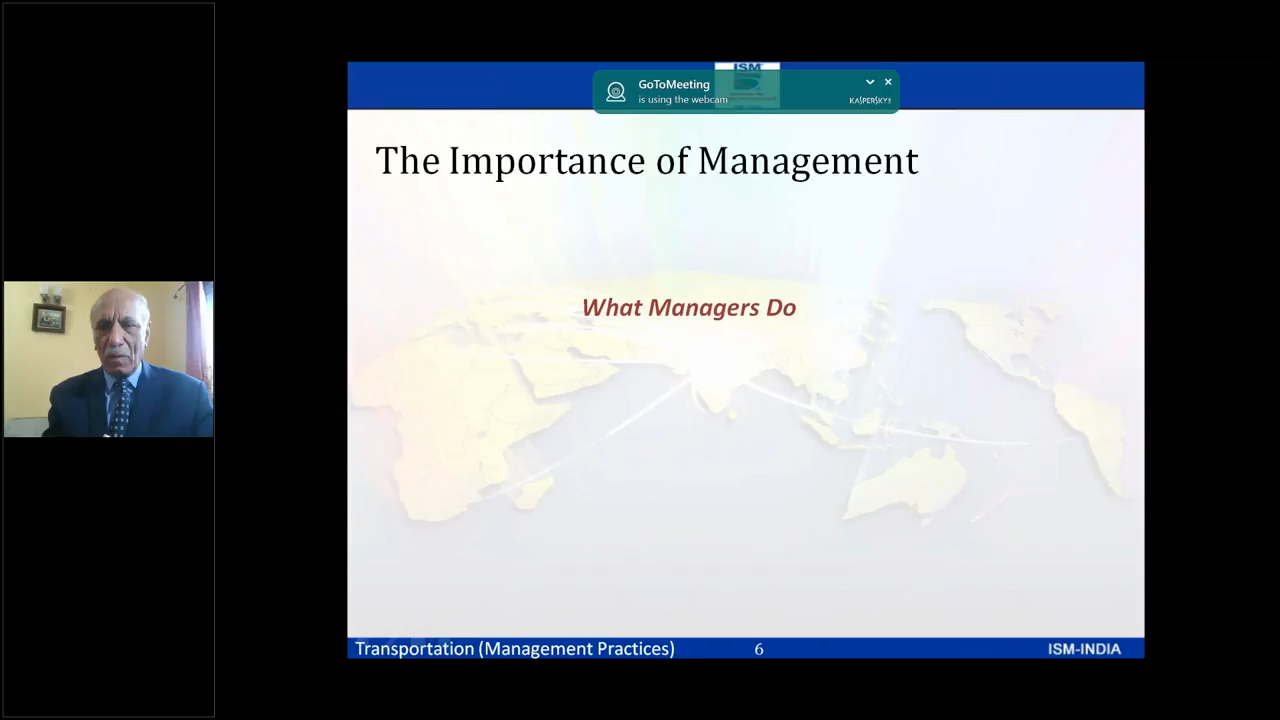 ISM
GoToMeeting
is using the webcam
KASPERSKY
The Importance of Management
What Managers Do
Transportation (Management Practices)
6
ISM-INDIA